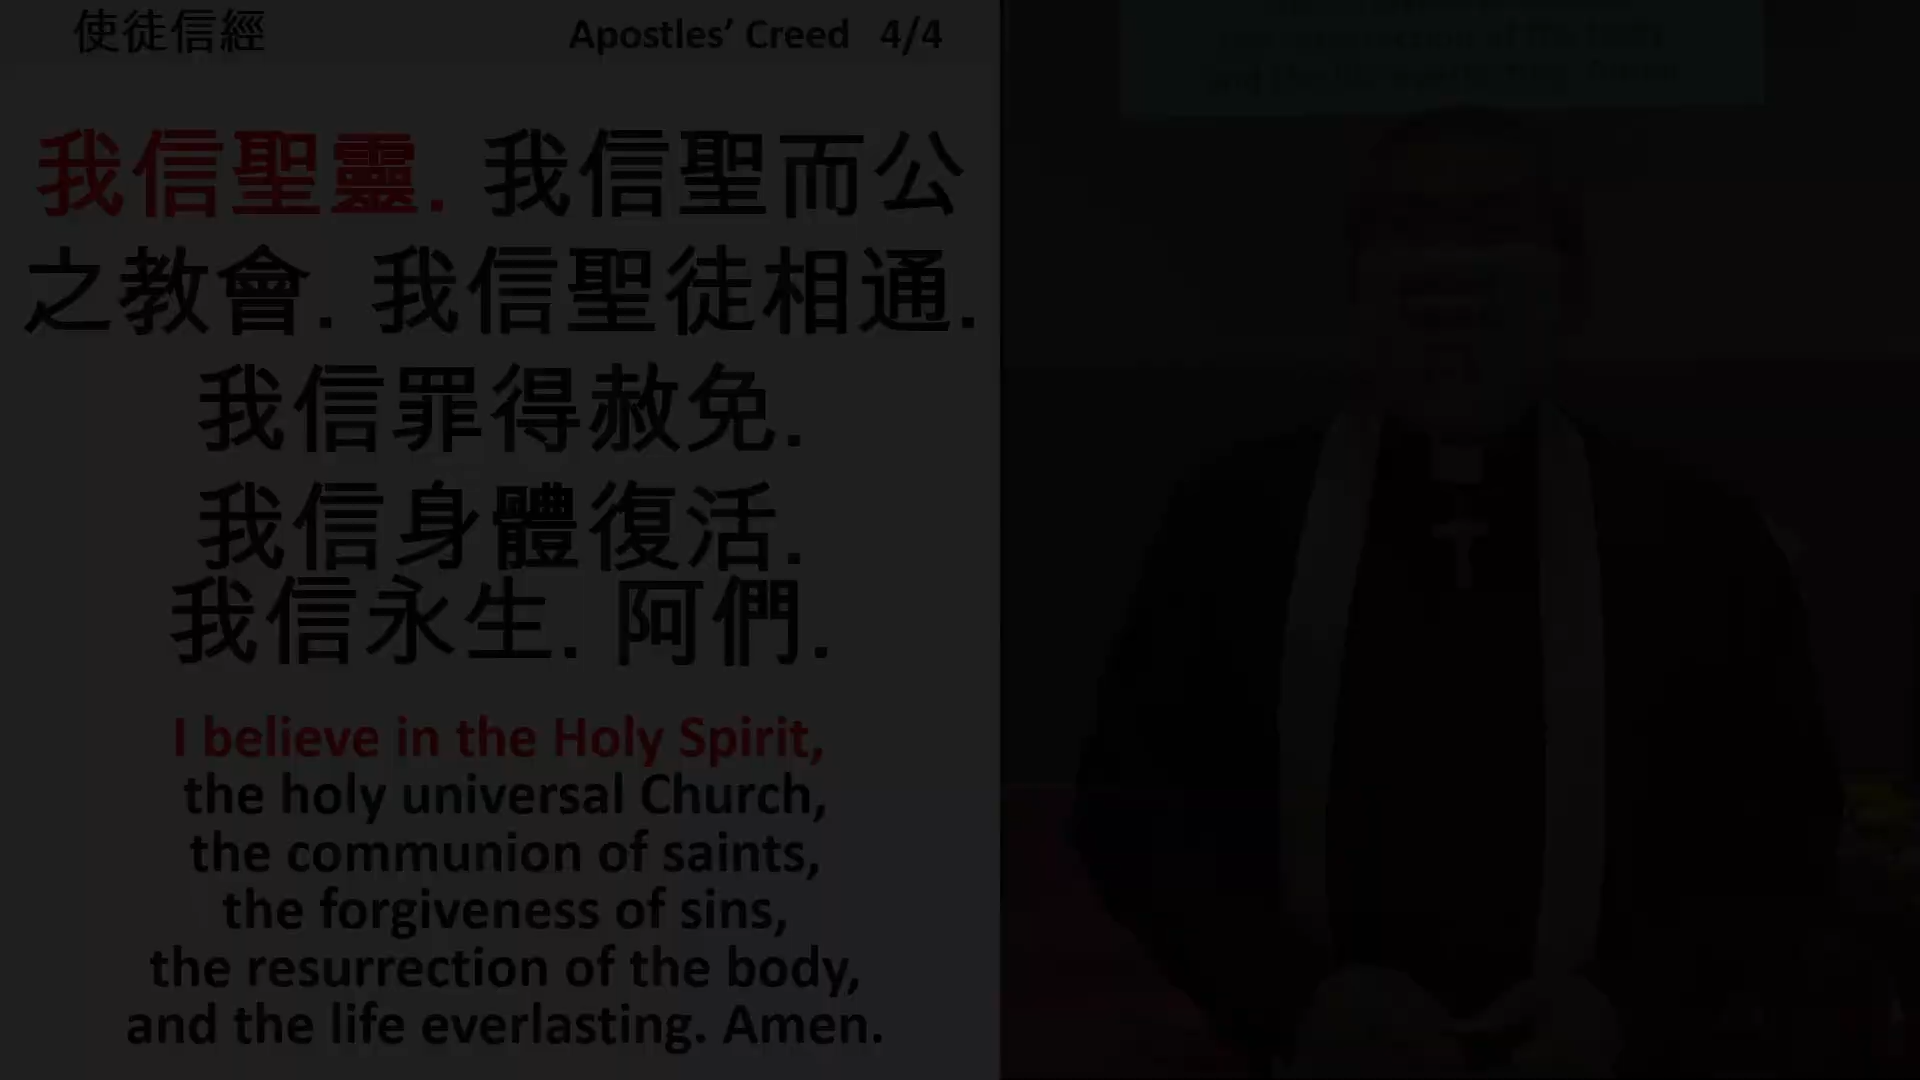 使徒信經 Apostles’ Creed 4/4
我信聖靈. 我信聖而公
之教會. 我信聖徒相通.
我信罪得赦免.
我信身體復活.
我信永生. 阿們.
I believe in the Holy Spirit,
the holy universal Church,
the communion of saints,
the forgiveness of sins,
the resurrection of the body,
and the life everlasting. Amen.